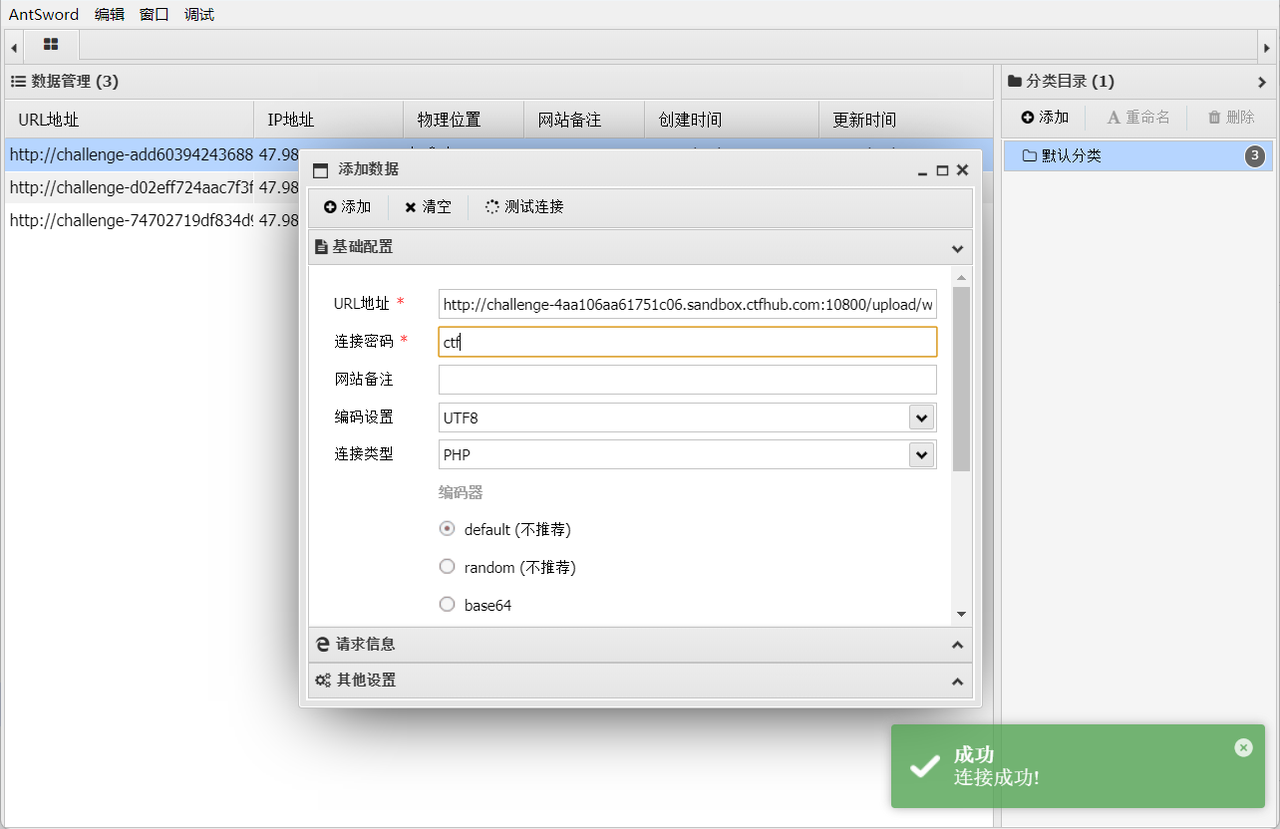 AntSword 编辑 窗口 调试
数据管理 (3)
分类目录 (1)
URL地址 IP地址 物理位置 网站备注 创建时间 更新时间
添加 重命名 删除
http://challenge-add60394243688 47.98
http://challenge-d02eff724aac7f3f 47.98
http://challenge-74702719df834d9 47.98
默认分类 3
添加数据
添加 清空 测试连接
基础配置
URL地址 * http://challenge-4aa106aa61751c06.sandbox.ctfhub.com:10800/upload/w
连接密码 * ctf
网站备注
编码设置 UTF8
连接类型 PHP
编码器
default (不推荐)
random (不推荐)
base64
请求信息
其他设置
成功
连接成功!